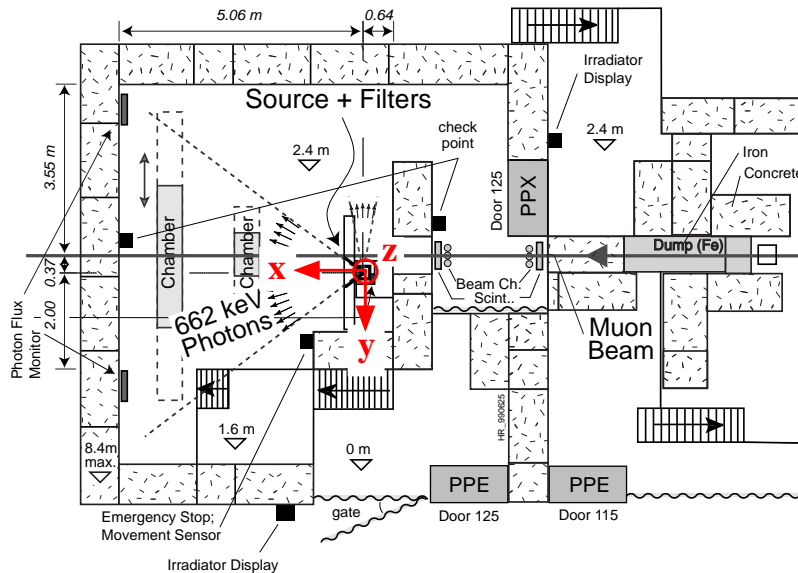 5.06 m
0.64
Irradiator
Display
Source + Filters
check
point
2.4 m
2.4 m
Iron
Concrete
3.55 m
Door 125
PPX
Chamber
Chamber
z
Dump (Fe)
x
0.37
Beam Ch.
Scint..
662 keV
Photons
Muon
Beam
2.00
y
Photon Flux
Monitor
HR_990625
1.6 m
0 m
8.4m
max.
PPE
PPE
gate
Door 125
Door 115
Emergency Stop;
Movement Sensor
Irradiator Display